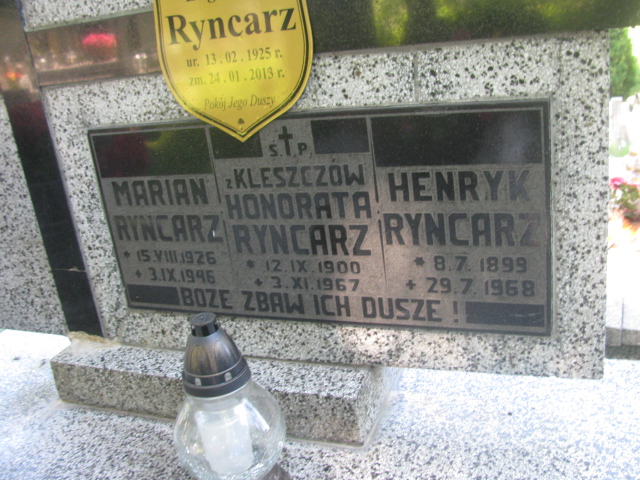 Ryncarz
ur. 13.02.1925 r.
zm. 24.01.2013 r.
Pokój Jego Duszy
Ś. † P.
MARIAN
RYNCARZ
* 15.VIII.1926
+ 3.IX.1946
z KLESZCZÓW
HONORATA
RYNCARZ
* 12.IX.1900
+ 3.XI.1967
HENRYK
RYNCARZ
* 8.7.1899
+ 29.7.1968
BOŻE ZBAW ICH DUSZE !